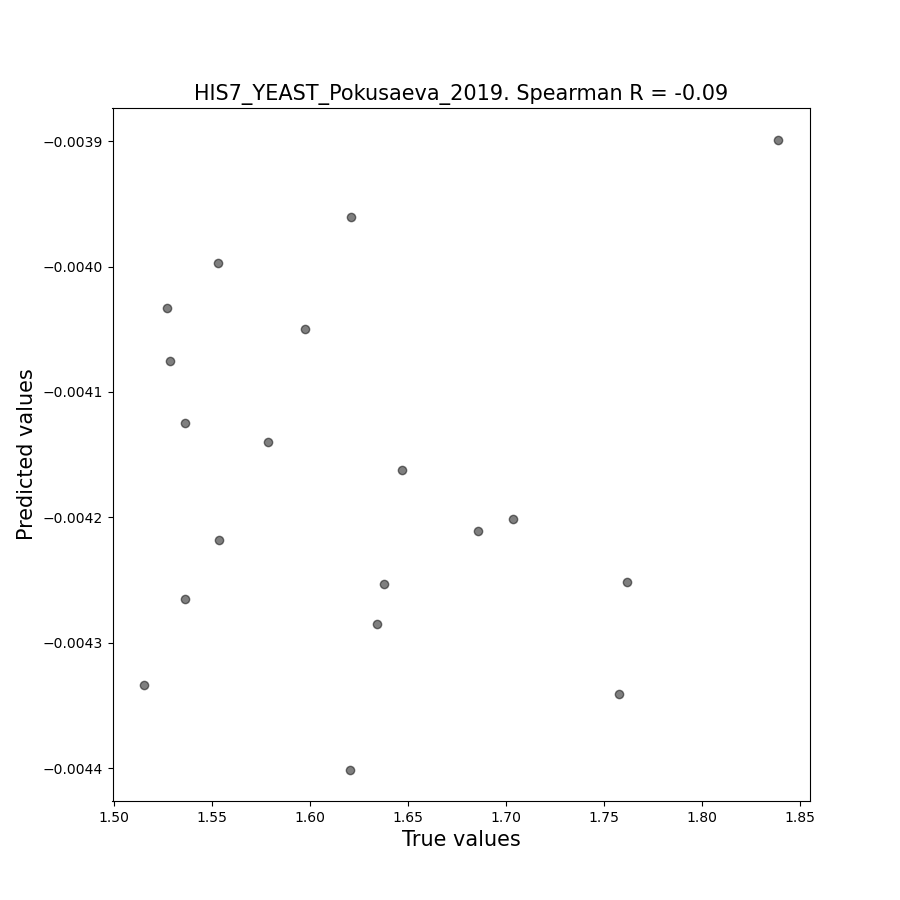 HIS7_YEAST_Pokusaeva_2019. Spearman R = -0.09
−0.0039
−0.0040
−0.0041
−0.0042
−0.0043
−0.0044
Predicted values
1.50 1.55 1.60 1.65 1.70 1.75 1.80 1.85
True values